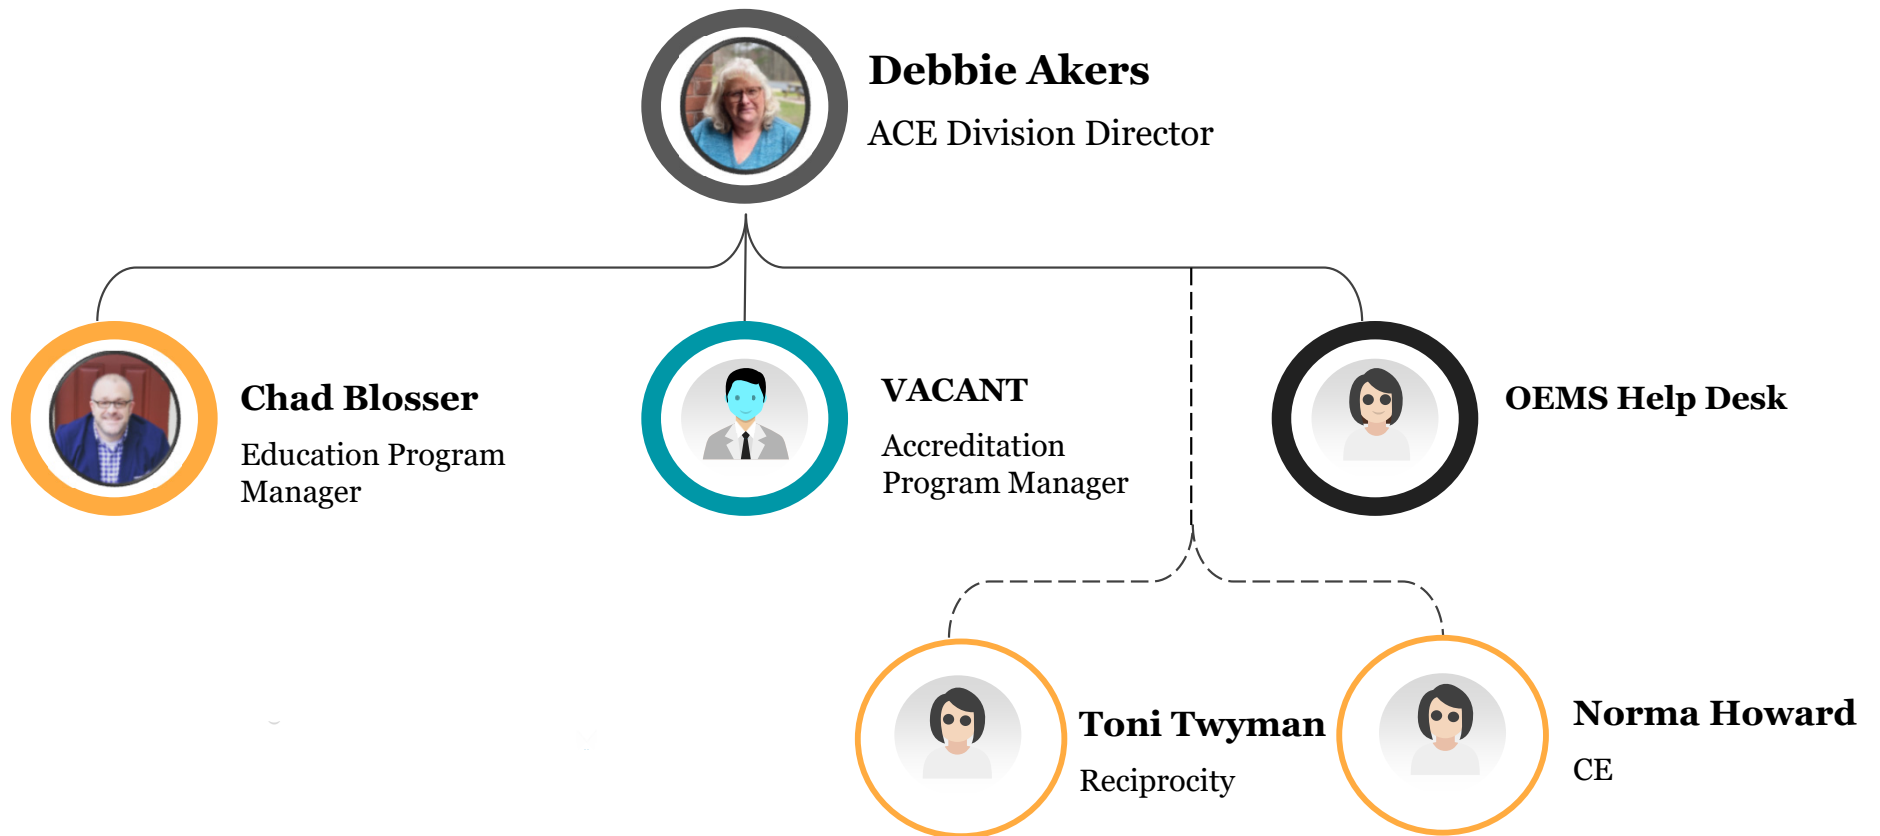 Debbie Akers
ACE Division Director
Chad Blosser
Education Program
Manager
VACANT
Accreditation
Program Manager
OEMS Help Desk
Toni Twyman
Reciprocity
Norma Howard
CE